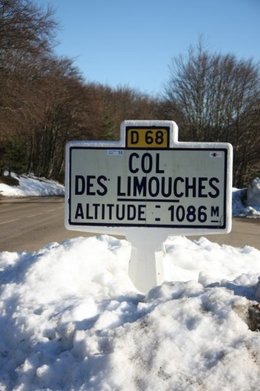 D 68
COL
DES LIMOUCHES
ALTITUDE = 1086 M